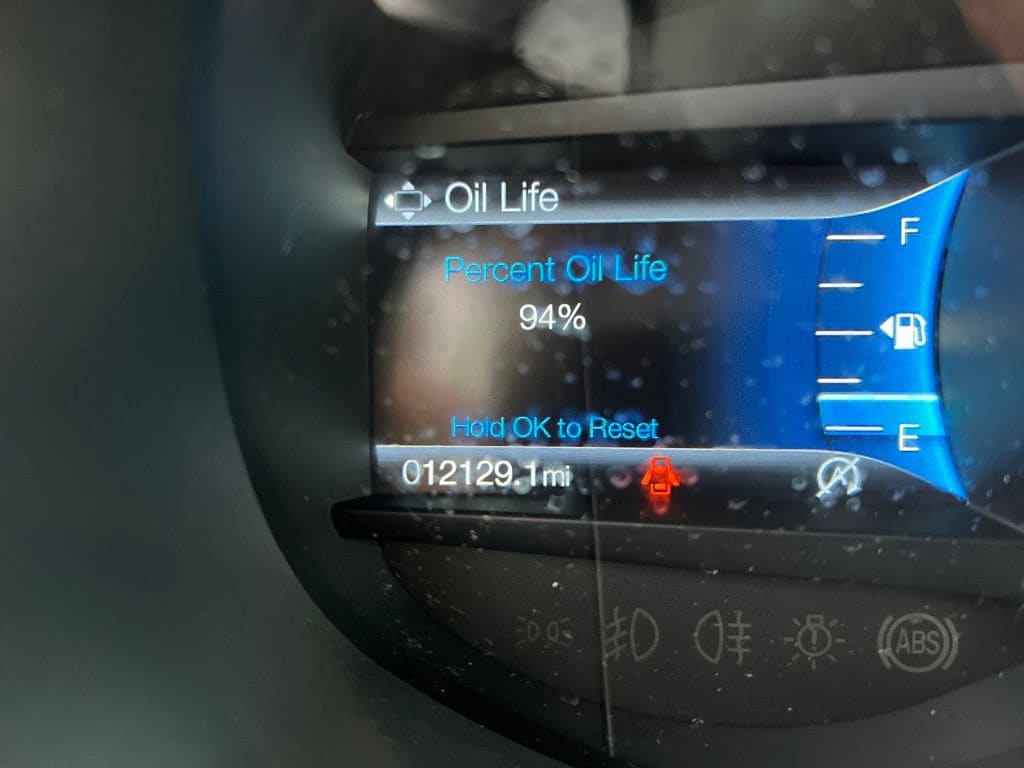 Oil Life
F
Percent Oil Life
94%
Hold OK to Reset
E
012129.1mi
A
ABS